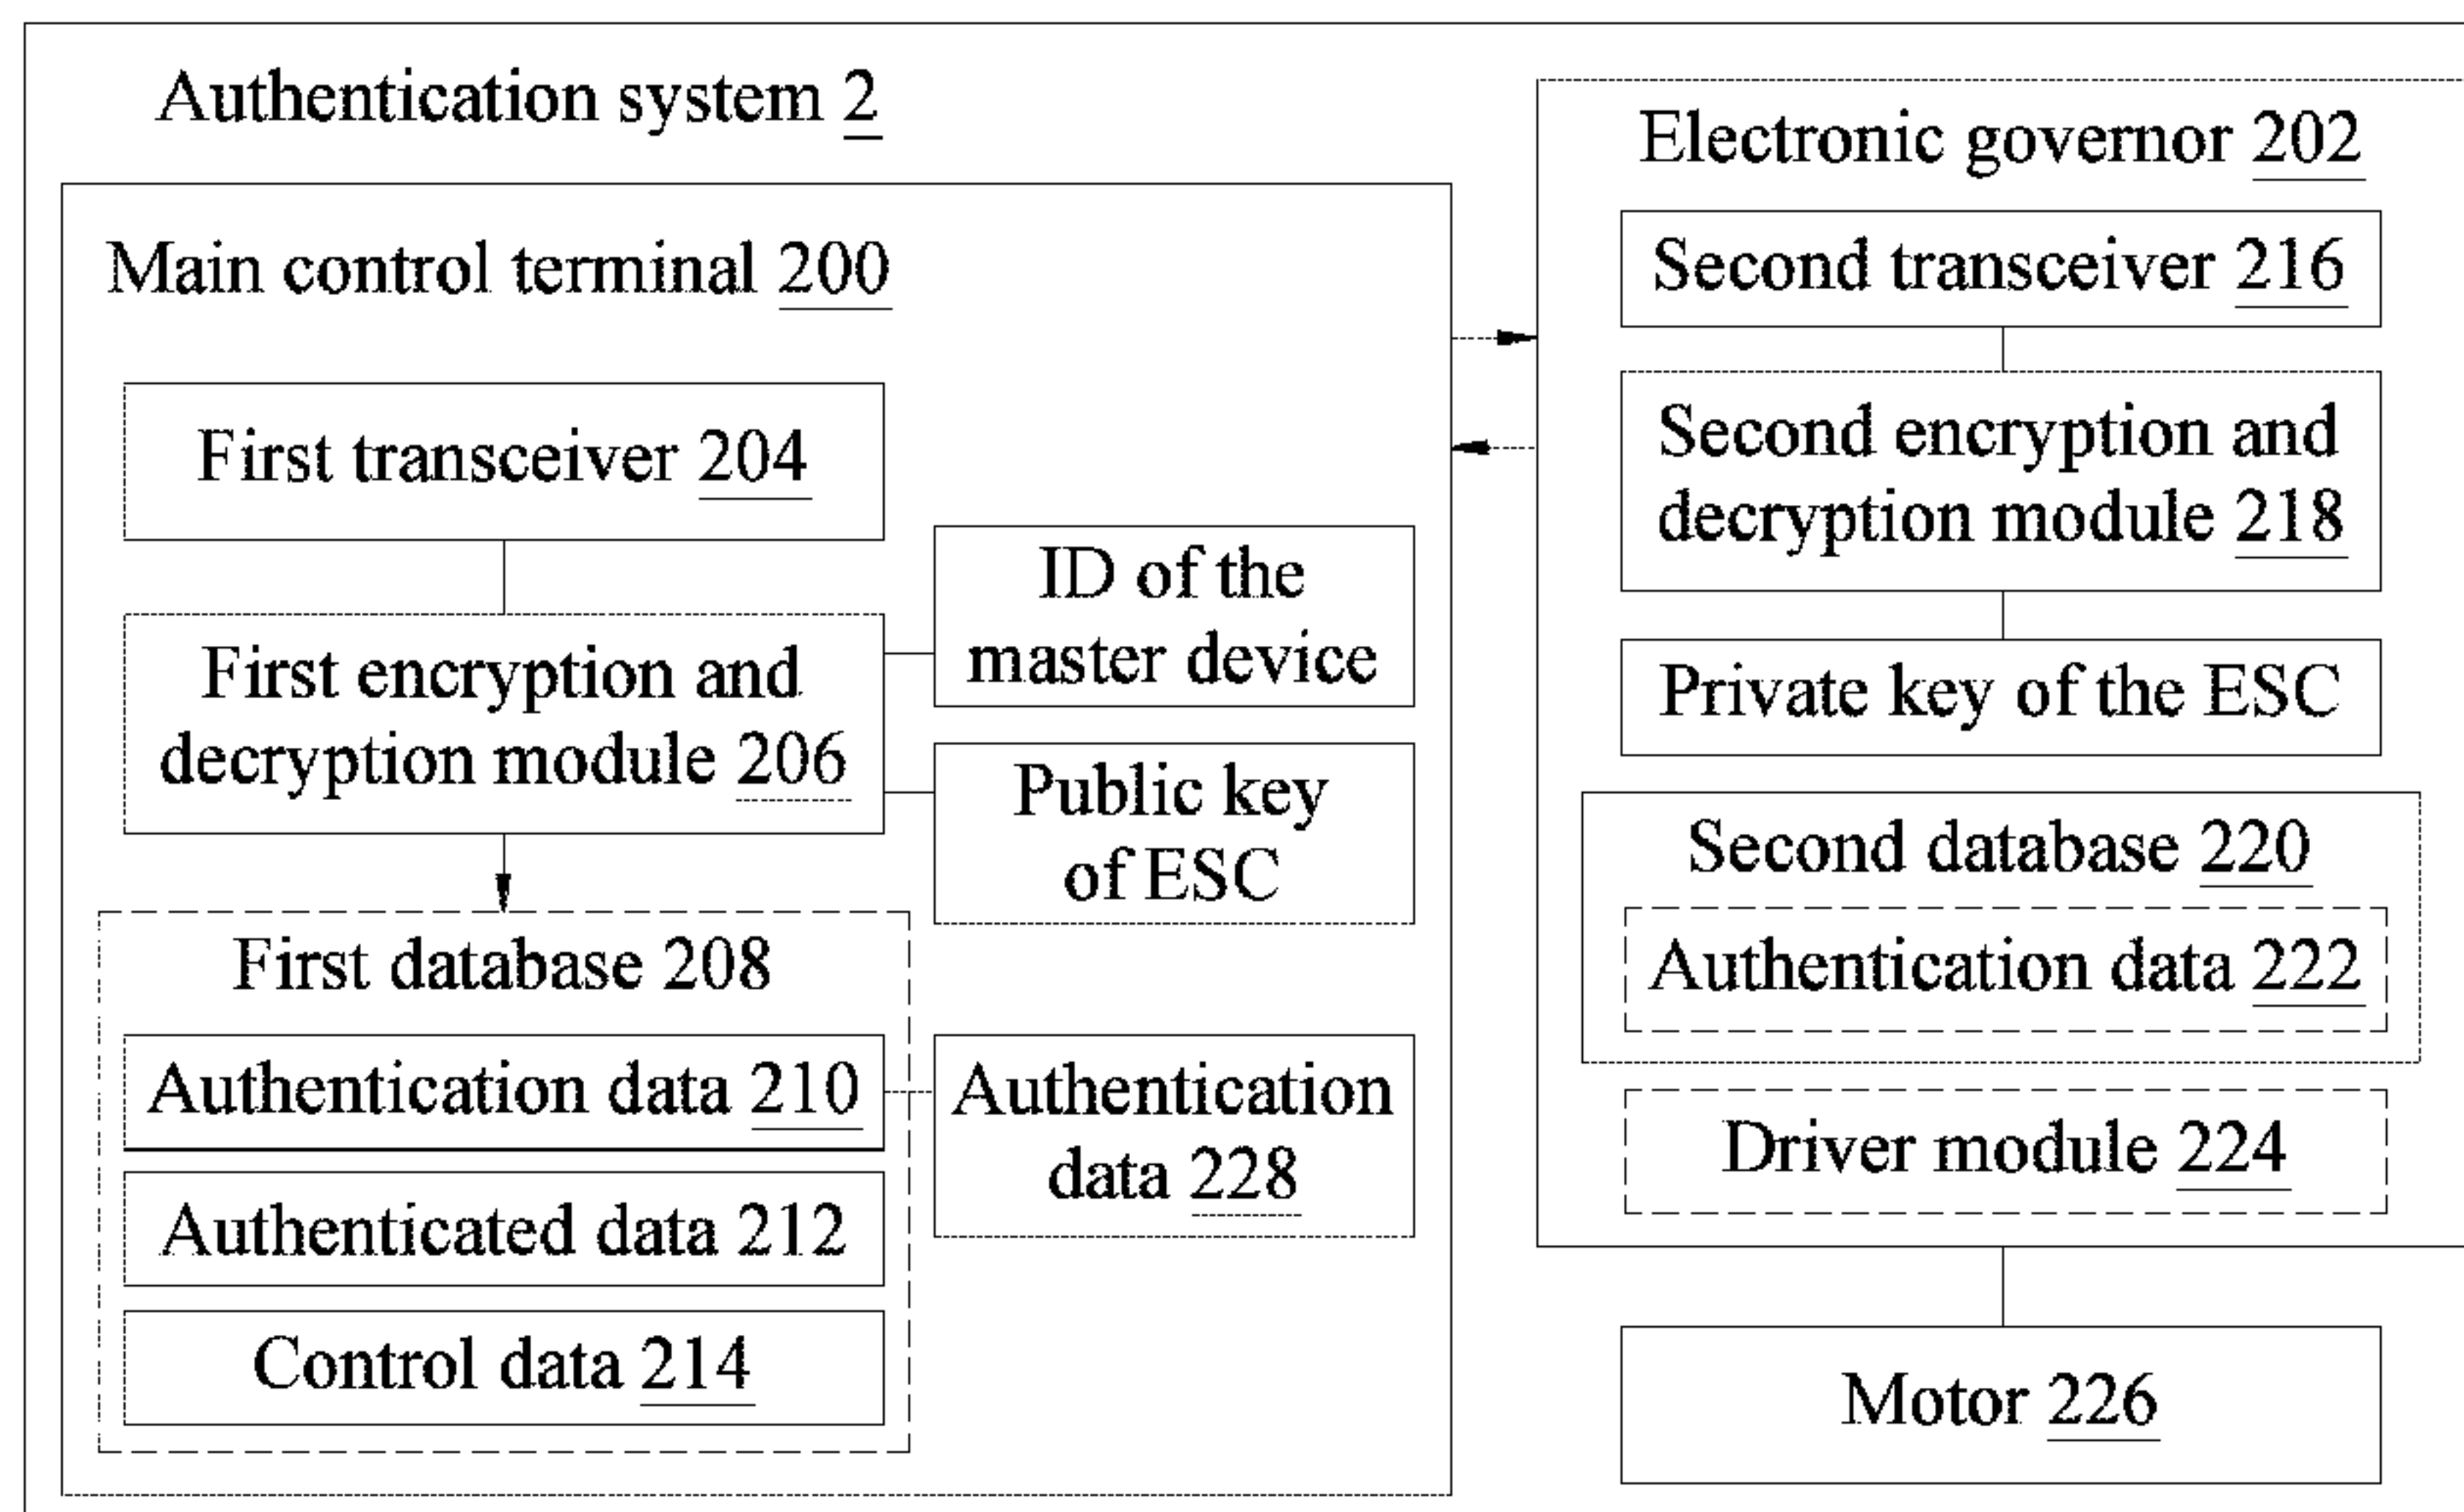 Authentication system 2
Main control terminal 200
First transceiver 204
First encryption and
decryption module 206
ID of the
master device
Public key
of ESC
First database 208
Authentication data 210
Authenticated data 212
Control data 214
Authentication
data 228
Electronic governor 202
Second transceiver 216
Second encryption and
decryption module 218
Private key of the ESC
Second database 220
Authentication data 222
Driver module 224
Motor 226